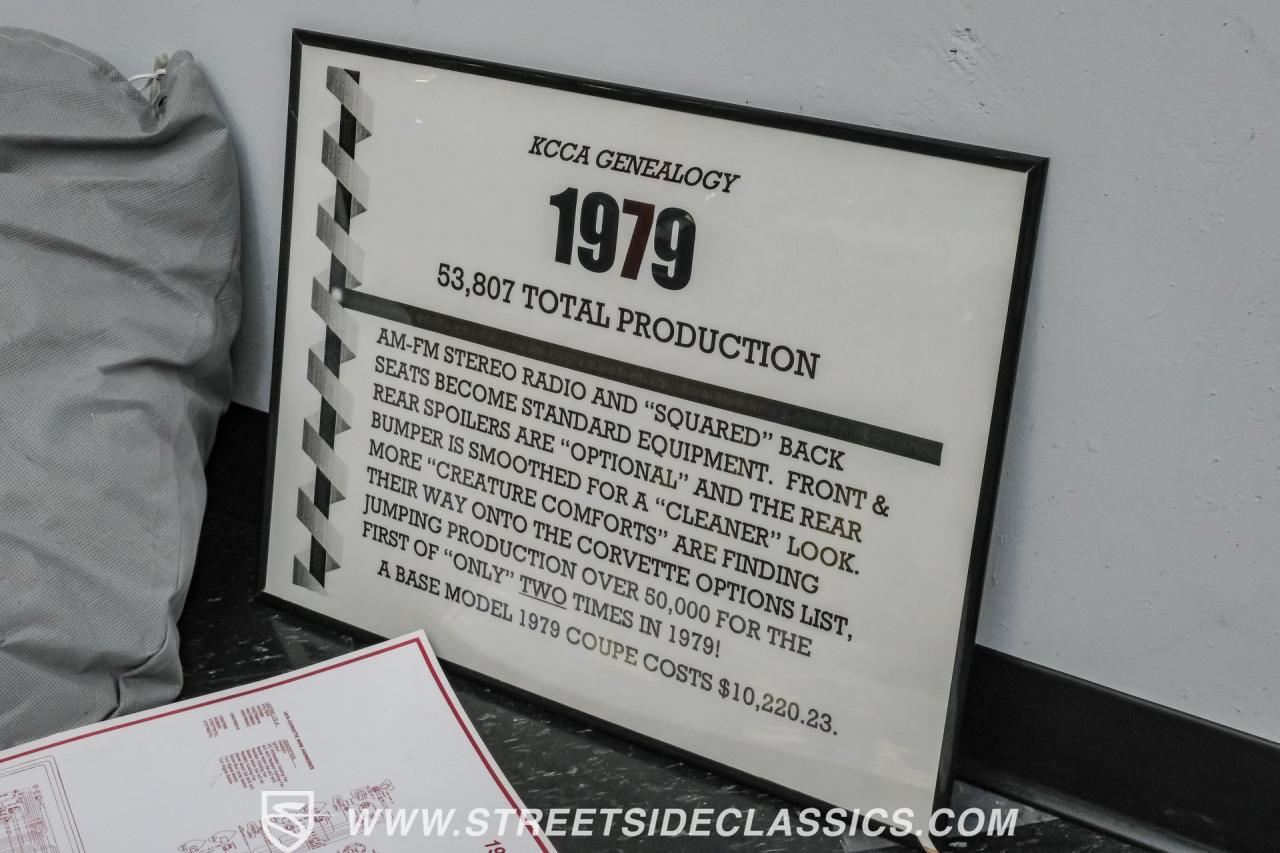 KCCA GENEALOGY
1979
53,807 TOTAL PRODUCTION
AM-FM STEREO RADIO AND “SQUARED” BACK
SEATS BECOME STANDARD EQUIPMENT. FRONT &
REAR SPOILERS ARE “OPTIONAL” AND THE REAR
BUMPER IS SMOOTHED FOR A “CLEANER” LOOK.
MORE “CREATURE COMFORTS” ARE FINDING
THEIR WAY ONTO THE CORVETTE OPTIONS LIST,
JUMPING PRODUCTION OVER 50,000 FOR THE
FIRST OF “ONLY” TWO TIMES IN 1979!
A BASE MODEL 1979 COUPE COSTS $10,220.23.
WWW.STREETSIDECLASSICS.COM